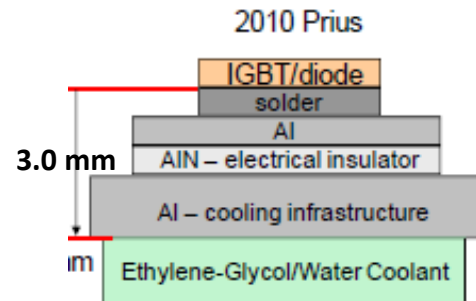 2010 Prius
IGBT/diode
solder
Al
3.0 mm
AlN – electrical insulator
Al – cooling infrastructure
Ethylene-Glycol/Water Coolant